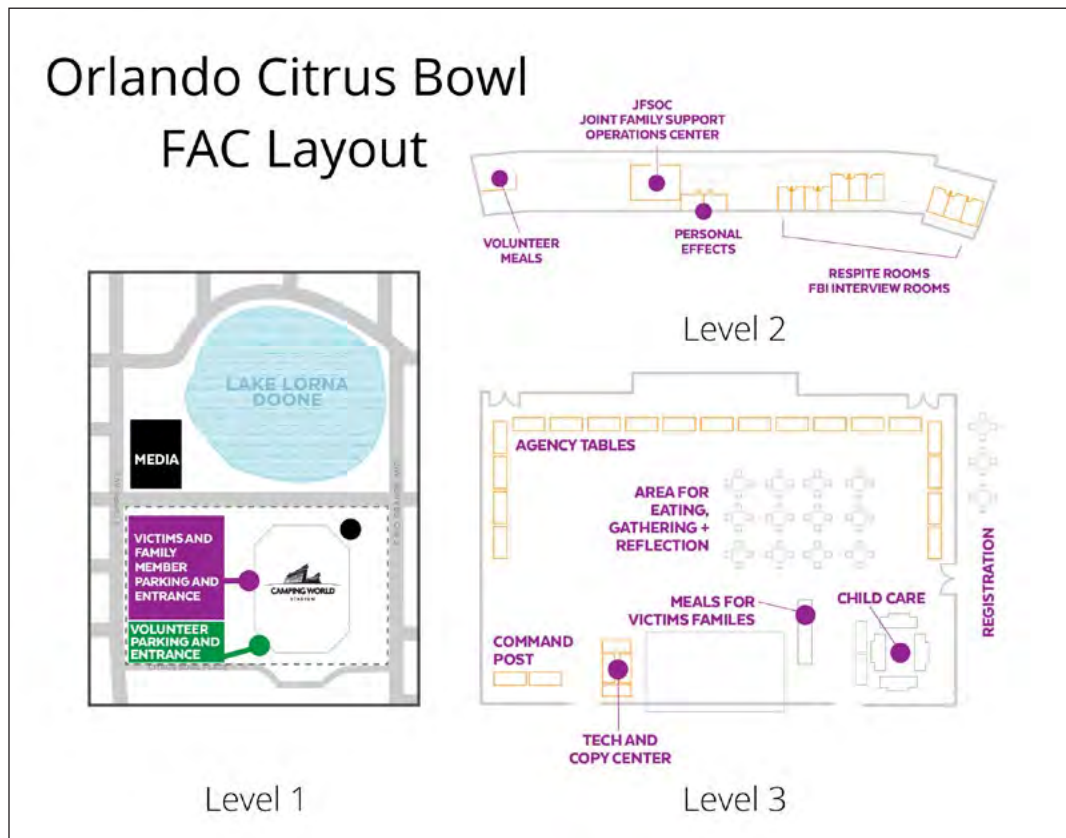 Orlando Citrus Bowl
FAC Layout
JFSOC
JOINT FAMILY SUPPORT
OPERATIONS CENTER
VOLUNTEER
MEALS
PERSONAL
EFFECTS
RESPITE ROOMS
FBI INTERVIEW ROOMS
Level 2
LAKE LORNA
DOONE
MEDIA
VICTIMS AND
FAMILY
MEMBER
PARKING AND
ENTRANCE
CAMPING WORLD
STADIUM
VOLUNTEER
PARKING AND
ENTRANCE
Level 1
AGENCY TABLES
AREA FOR
EATING,
GATHERING +
REFLECTION
REGISTRATION
MEALS FOR
VICTIMS FAMILES
CHILD CARE
COMMAND
POST
TECH AND
COPY CENTER
Level 3